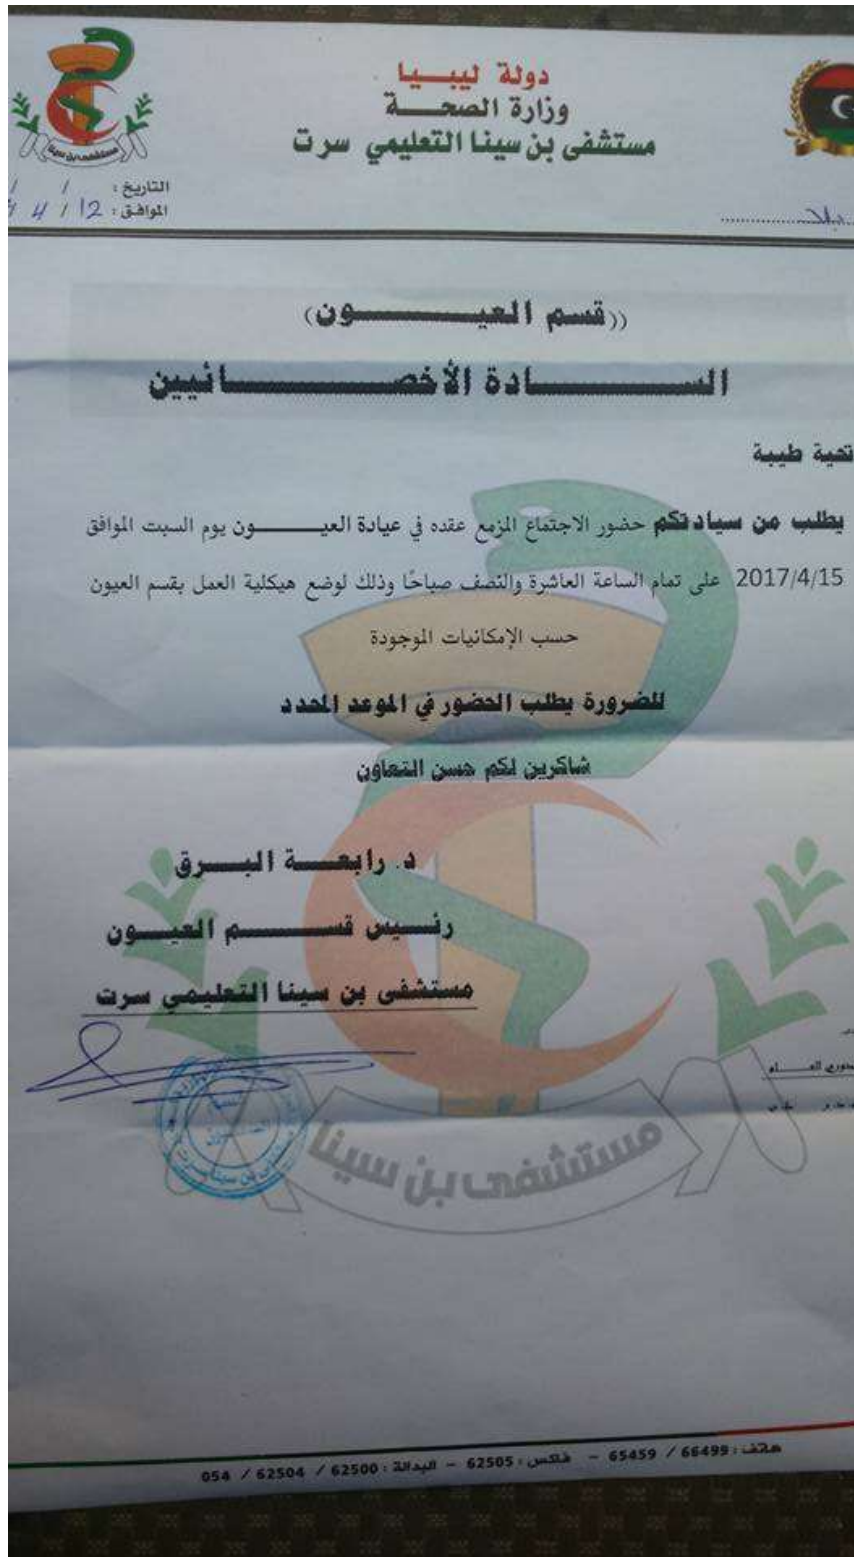 دولة ليبيا
وزارة الصحة
مستشفى بن سينا التعليمي سرت
مستشفى بن سينا
التاريخ : / /
الموافق : 12 / 4 /
((قسم العيون)
السادة الأخصائيين
تحية طيبة
يطلب من سيادتكم حضور الاجتماع المزمع عقده في عيادة العيون يوم السبت الموافق
2017/4/15 على تمام الساعة العاشرة والنصف صباحًا وذلك لوضع هيكلية العمل بقسم العيون
حسب الإمكانيات الموجودة
للضرورة يطلب الحضور في الموعد المحدد
شاكرين لكم حسن التعاون
د. رابعة البرق
رئيس قسم العيون
مستشفى بن سينا التعليمي سرت
مستشفى بن سينا
هاتف : 66499 / 65459 – فاكس : 62505 – البدالة : 62500 / 62504 / 054